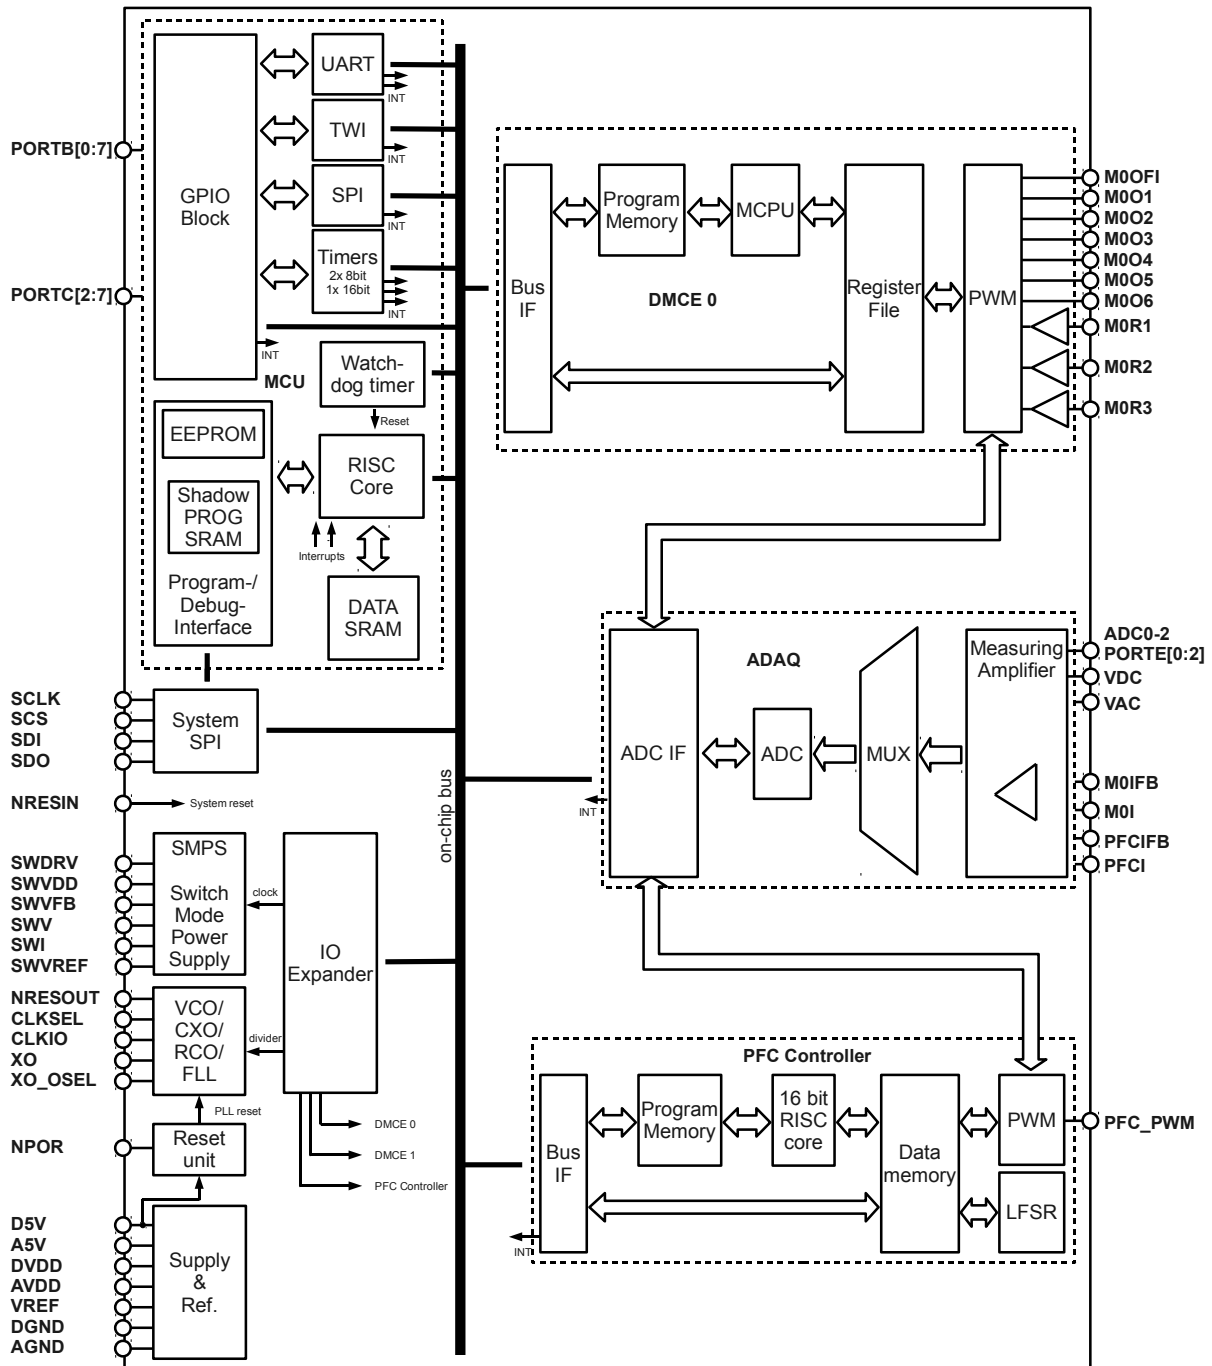 PORTB[0:7]
PORTC[2:7]
GPIO
Block
UART
INT
TWI
INT
SPI
INT
Timers
2x 8bit
1x 16bit
INT
INT
MCU
Watch-
dog timer
Reset
EEPROM
Shadow
PROG
SRAM
Program-/
Debug-
Interface
RISC
Core
Interrupts
DATA
SRAM
SCLK
SCS
SDI
SDO
System
SPI
NRESIN
System reset
SWDRV
SWVDD
SWVFB
SWV
SWI
SWVREF
SMPS
Switch
Mode
Power
Supply
clock
IO
Expander
NRESOUT
CLKSEL
CLKIO
XO
XO_OSEL
VCO/
CXO/
RCO/
FLL
divider
PLL reset
NPOR
Reset
unit
DMCE 0
DMCE 1
PFC Controller
D5V
A5V
DVDD
AVDD
VREF
DGND
AGND
Supply
&
Ref.
on-chip bus
Bus
IF
Program
Memory
MCPU
DMCE 0
Register
File
PWM
M0OFI
M0O1
M0O2
M0O3
M0O4
M0O5
M0O6
M0R1
M0R2
M0R3
ADAQ
ADC IF
INT
ADC
MUX
Measuring
Amplifier
ADC0-2
PORTE[0:2]
VDC
VAC
M0IFB
M0I
PFCIFB
PFCI
PFC Controller
Bus
IF
INT
Program
Memory
16 bit
RISC
core
Data
memory
PWM
LFSR
PFC_PWM